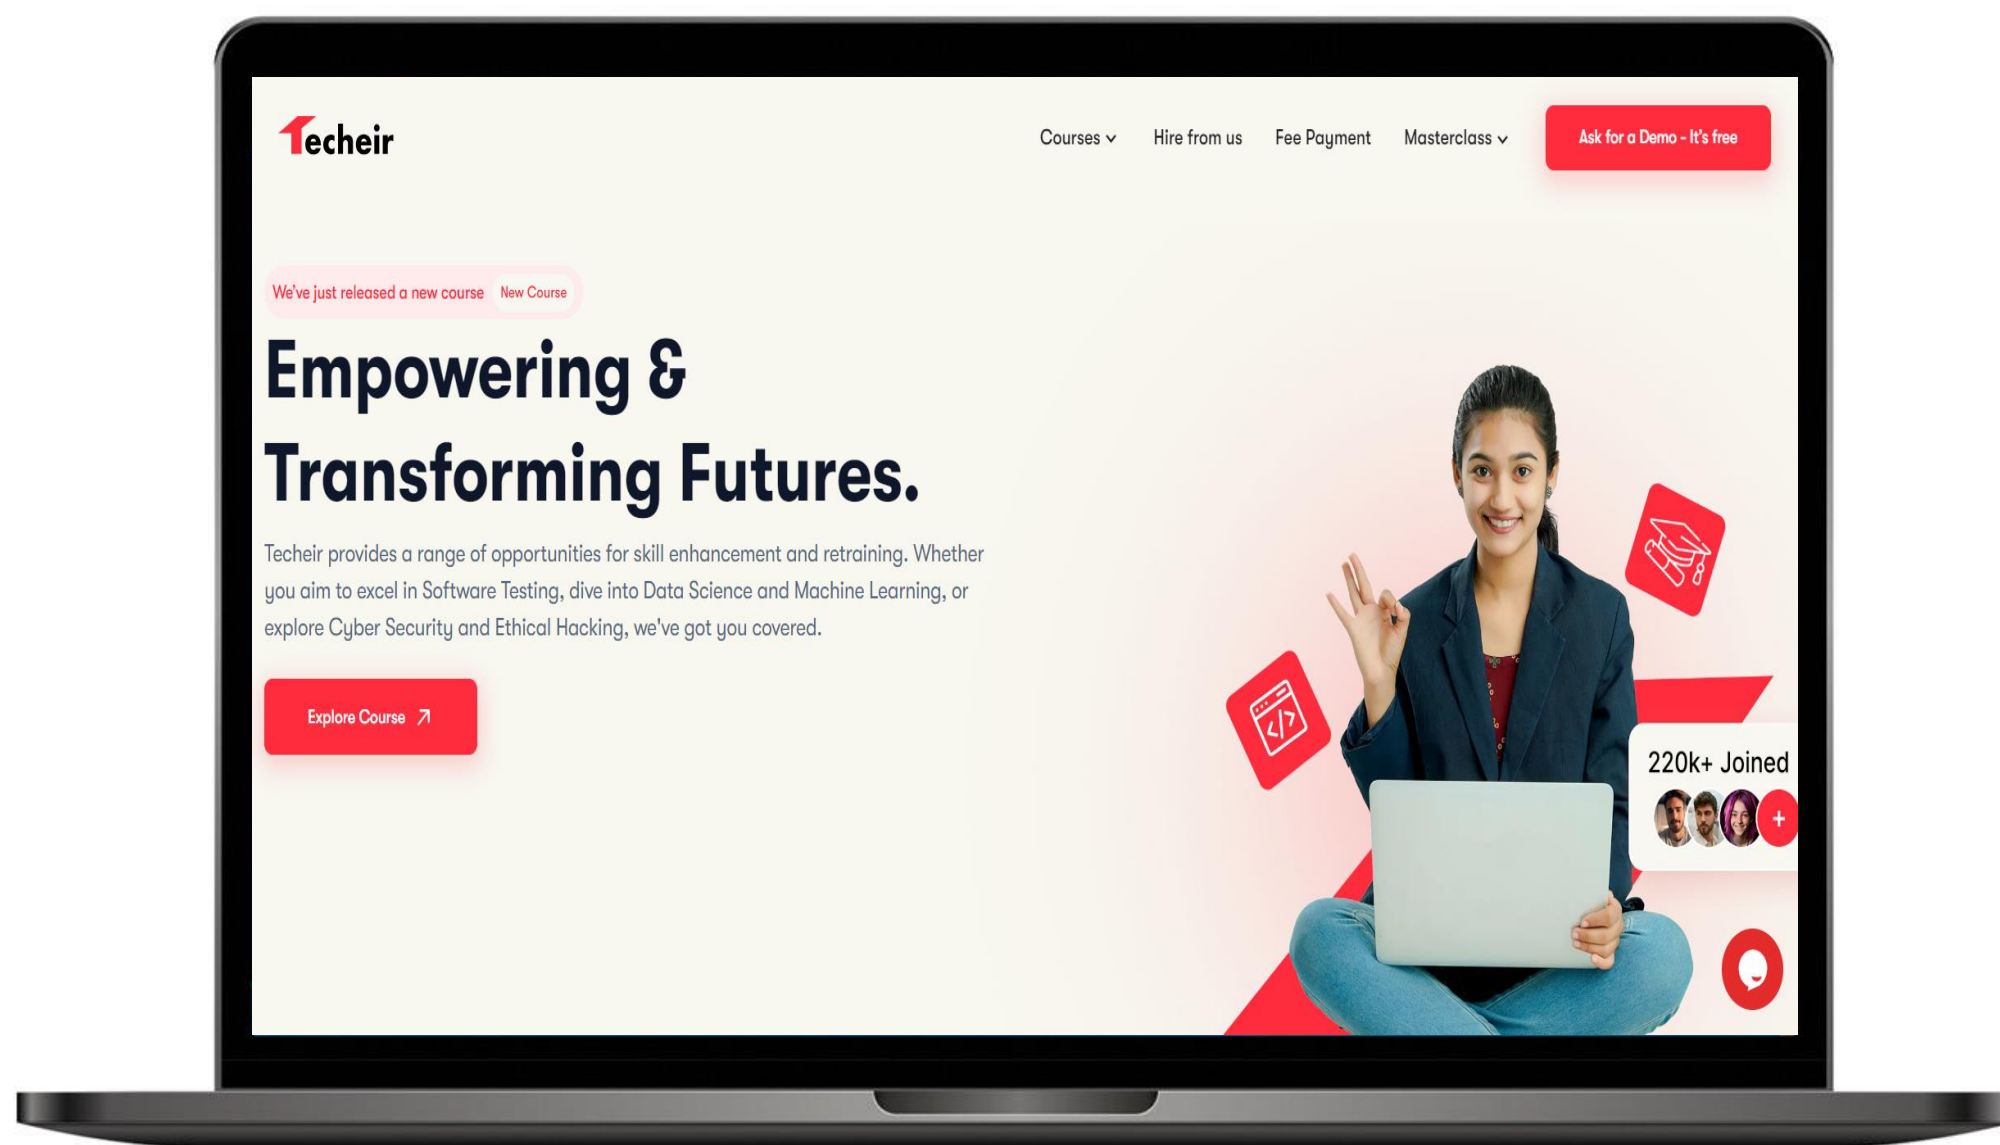 Techeir
Courses
Hire from us
Fee Payment
Masterclass
Ask for a Demo - It's free
We've just released a new course
New Course
Empowering &
Transforming Futures.
Techeir provides a range of opportunities for skill enhancement and retraining. Whether
you aim to excel in Software Testing, dive into Data Science and Machine Learning, or
explore Cyber Security and Ethical Hacking, we've got you covered.
Explore Course
220k+ Joined
+